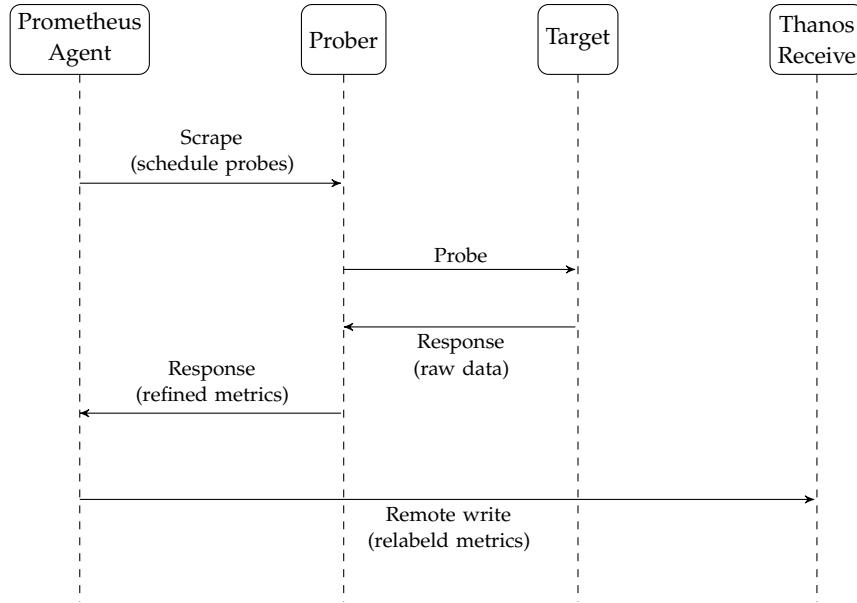 Prometheus
Agent
Prober
Target
Thanos
Receive
Scrape
(schedule probes)
Probe
Response
(raw data)
Response
(refined metrics)
Remote write
(relabeld metrics)